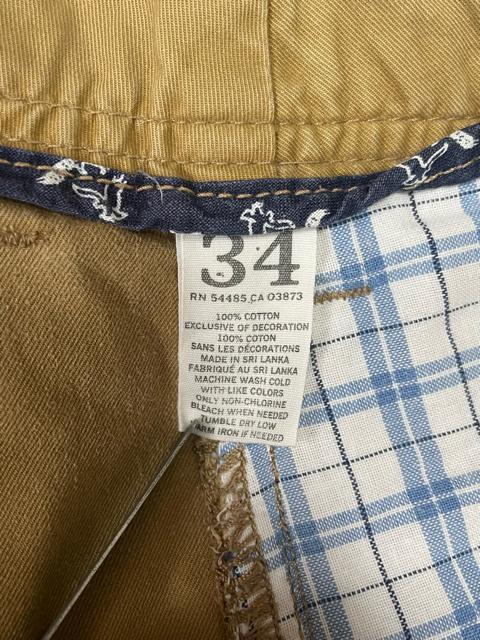 34
RN 54485 CA 03873
100% COTTON
EXCLUSIVE OF DECORATION
100% COTON
SANS LES DÉCORATIONS
MADE IN SRI LANKA
FABRIQUÉ AU SRI LANKA
MACHINE WASH COLD
WITH LIKE COLORS
ONLY NON-CHLORINE
BLEACH WHEN NEEDED
TUMBLE DRY LOW
WARM IRON IF NEEDED